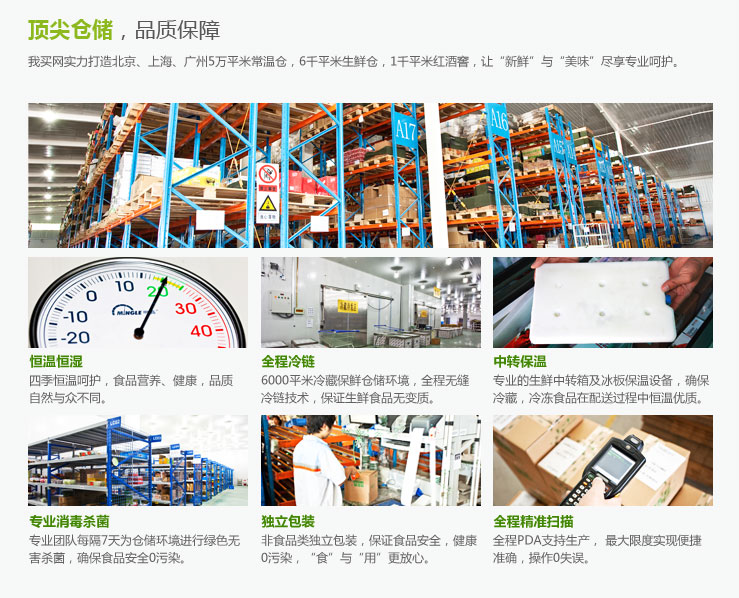 顶尖仓储，品质保障
我买网实力打造北京、上海、广州5万平米常温仓，6千平米生鲜仓，1千平米红酒窖，让“新鲜”与“美味”尽享专业呵护。
A17
A16
A15
0
10
20
30
40
-10
-20
MINGLE
恒温恒湿
四季恒温呵护，食品营养、健康，品质
自然与众不同。
全程冷链
6000平米冷藏保鲜仓储环境，全程无缝
冷链技术，保证生鲜食品无变质。
中转保温
专业的生鲜中转箱及冰板保温设备，确保
冷藏，冷冻食品在配送过程中恒温优质。
专业消毒杀菌
专业团队每隔7天为仓储环境进行绿色无
害杀菌，确保食品安全0污染。
独立包装
非食品类独立包装，保证食品安全，健康
0污染，“食”与“用”更放心。
全程精准扫描
全程PDA支持生产， 最大限度实现便捷
准确，操作0失误。